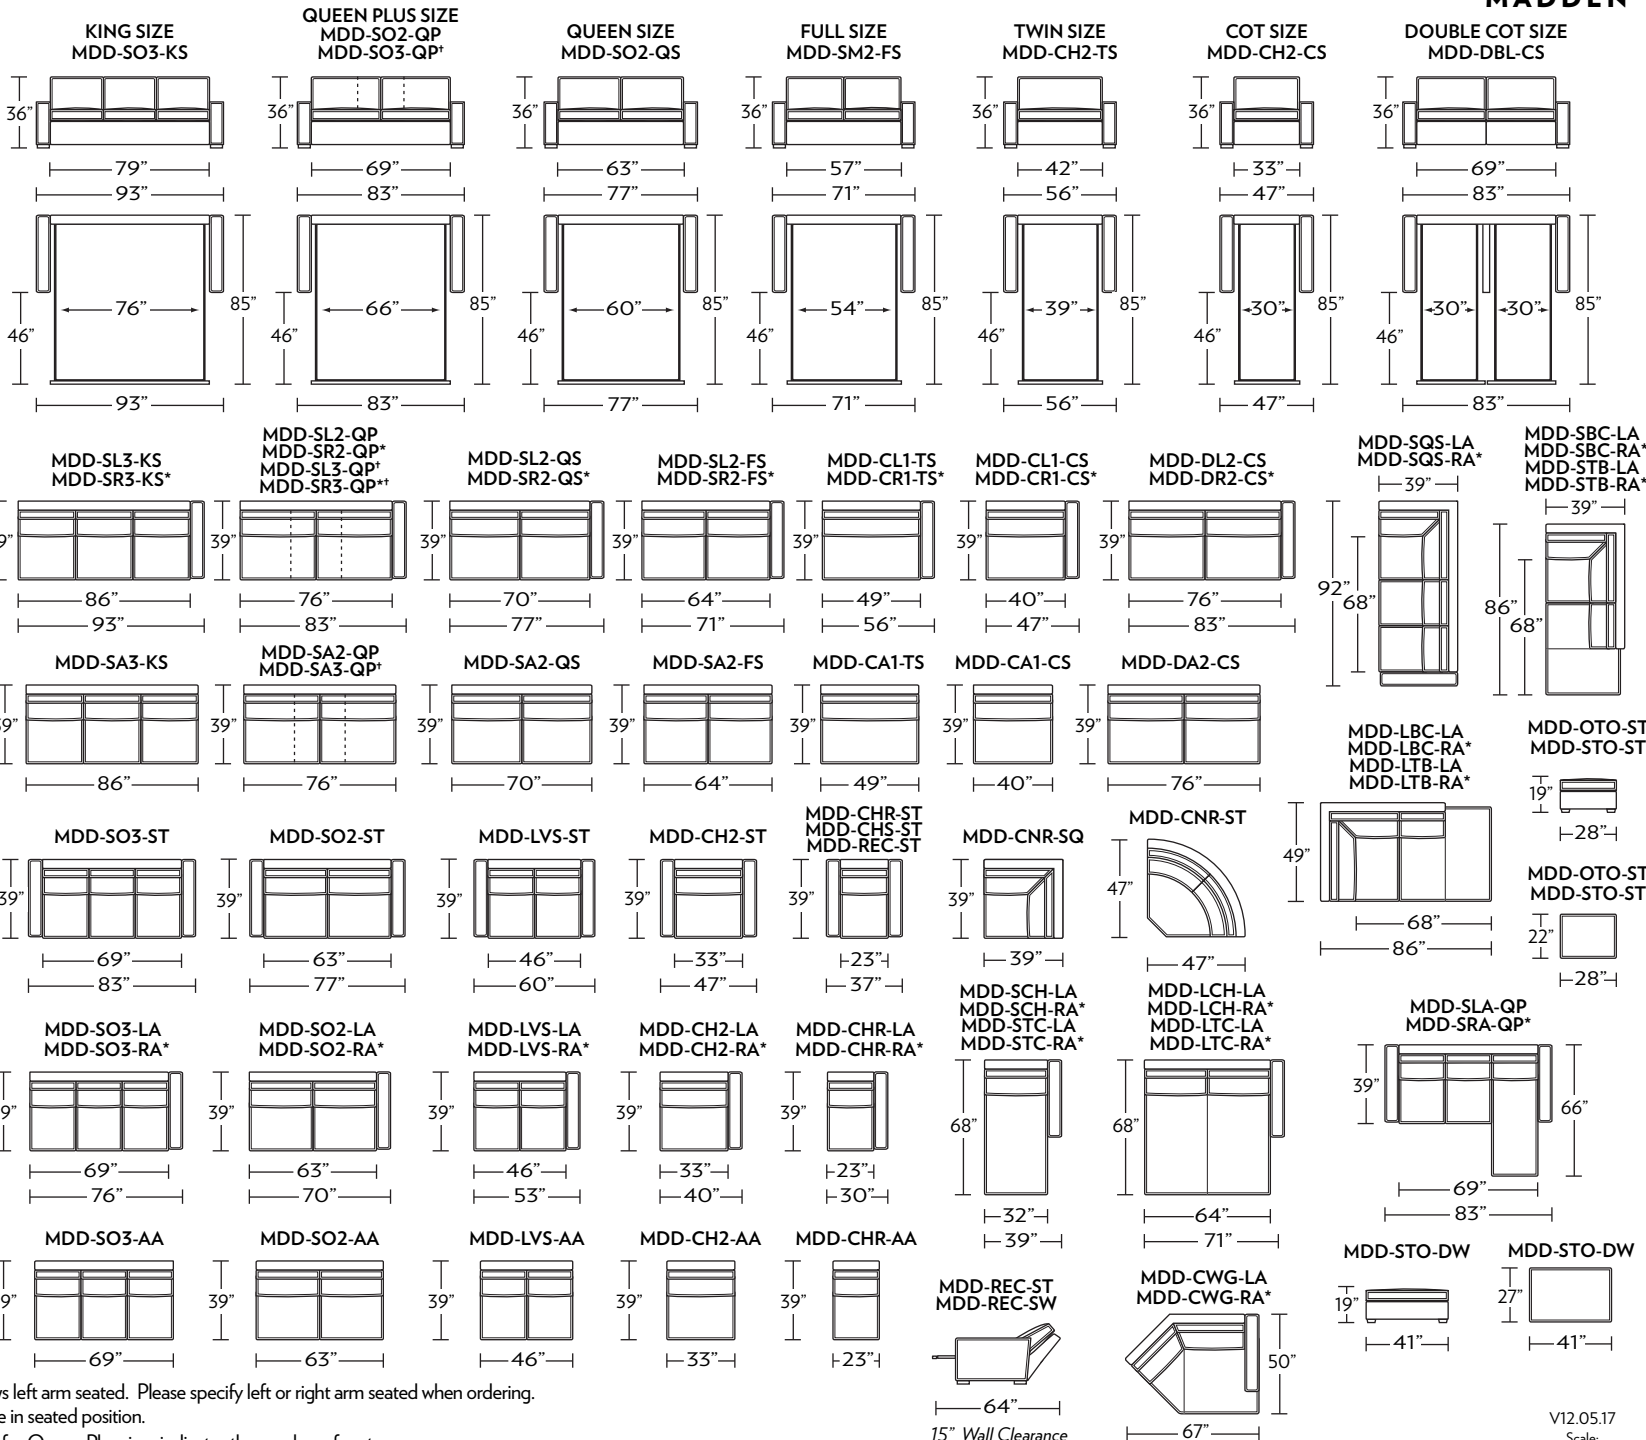 MADDEN
KING SIZE
MDD-SO3-KS
QUEEN PLUS SIZE
MDD-SO2-QP
MDD-SO3-QP†
QUEEN SIZE
MDD-SO2-QS
FULL SIZE
MDD-SM2-FS
TWIN SIZE
MDD-CH2-TS
COT SIZE
MDD-CH2-CS
DOUBLE COT SIZE
MDD-DBL-CS
36” 36” 36” 36” 36” 36” 36”
79” 69” 63” 57” 42” 33” 69”
93” 83” 77” 71” 56” 47” 83”
76” 85” 66” 85” 60” 85” 54” 85” 39” 85” 30” 85” 30” 30” 85”
46” 46” 46” 46” 46” 46” 46”
93” 83” 77” 71” 56” 47” 83”
MDD-SL3-KS
MDD-SR3-KS*
MDD-SL2-QP
MDD-SR2-QP*
MDD-SL3-QP†
MDD-SR3-QP*†
MDD-SL2-QS
MDD-SR2-QS*
MDD-SL2-FS
MDD-SR2-FS*
MDD-CL1-TS
MDD-CR1-TS*
MDD-CL1-CS
MDD-CR1-CS*
MDD-DL2-CS
MDD-DR2-CS*
MDD-SQS-LA
MDD-SQS-RA*
39”
92” 68”
MDD-SBC-LA
MDD-SBC-RA*
MDD-STB-LA
MDD-STB-RA*
39”
86” 68”
9” 39” 39” 39” 39” 39” 39”
86” 76” 70” 64” 49” 40” 76”
93” 83” 77” 71” 56” 47” 83”
MDD-SA3-KS
MDD-SA2-QP
MDD-SA3-QP†
MDD-SA2-QS
MDD-SA2-FS
MDD-CA1-TS
MDD-CA1-CS
MDD-DA2-CS
39” 39” 39” 39” 39” 39” 39”
86” 76” 70” 64” 49” 40” 76”
MDD-LBC-LA
MDD-LBC-RA*
MDD-LTB-LA
MDD-LTB-RA*
49”
68”
86”
MDD-OTO-ST
MDD-STO-ST
19”
28”
MDD-OTO-ST
MDD-STO-ST
22”
28”
MDD-SO3-ST
MDD-SO2-ST
MDD-LVS-ST
MDD-CH2-ST
MDD-CHR-ST
MDD-CHS-ST
MDD-REC-ST
MDD-CNR-SQ
MDD-CNR-ST
39” 39” 39” 39” 39” 39” 47”
69” 63” 46” 33” 23” 39” 47”
83” 77” 60” 47” 37”
MDD-SO3-LA
MDD-SO3-RA*
MDD-SO2-LA
MDD-SO2-RA*
MDD-LVS-LA
MDD-LVS-RA*
MDD-CH2-LA
MDD-CH2-RA*
MDD-CHR-LA
MDD-CHR-RA*
MDD-SCH-LA
MDD-SCH-RA*
MDD-STC-LA
MDD-STC-RA*
MDD-LCH-LA
MDD-LCH-RA*
MDD-LTC-LA
MDD-LTC-RA*
MDD-SLA-QP
MDD-SRA-QP*
9” 39” 39” 39” 39” 68” 68” 39” 66”
69” 63” 46” 33” 23” 32” 64” 69”
76” 70” 53” 40” 30” 39” 71” 83”
MDD-SO3-AA
MDD-SO2-AA
MDD-LVS-AA
MDD-CH2-AA
MDD-CHR-AA
9” 39” 39” 39” 39”
69” 63” 46” 33” 23”
MDD-REC-ST
MDD-REC-SW
64”
15” Wall Clearance
MDD-CWG-LA
MDD-CWG-RA*
50”
67”
MDD-STO-DW
19”
41”
MDD-STO-DW
27”
41”
s left arm seated. Please specify left or right arm seated when ordering.
e in seated position.
V12.05.17